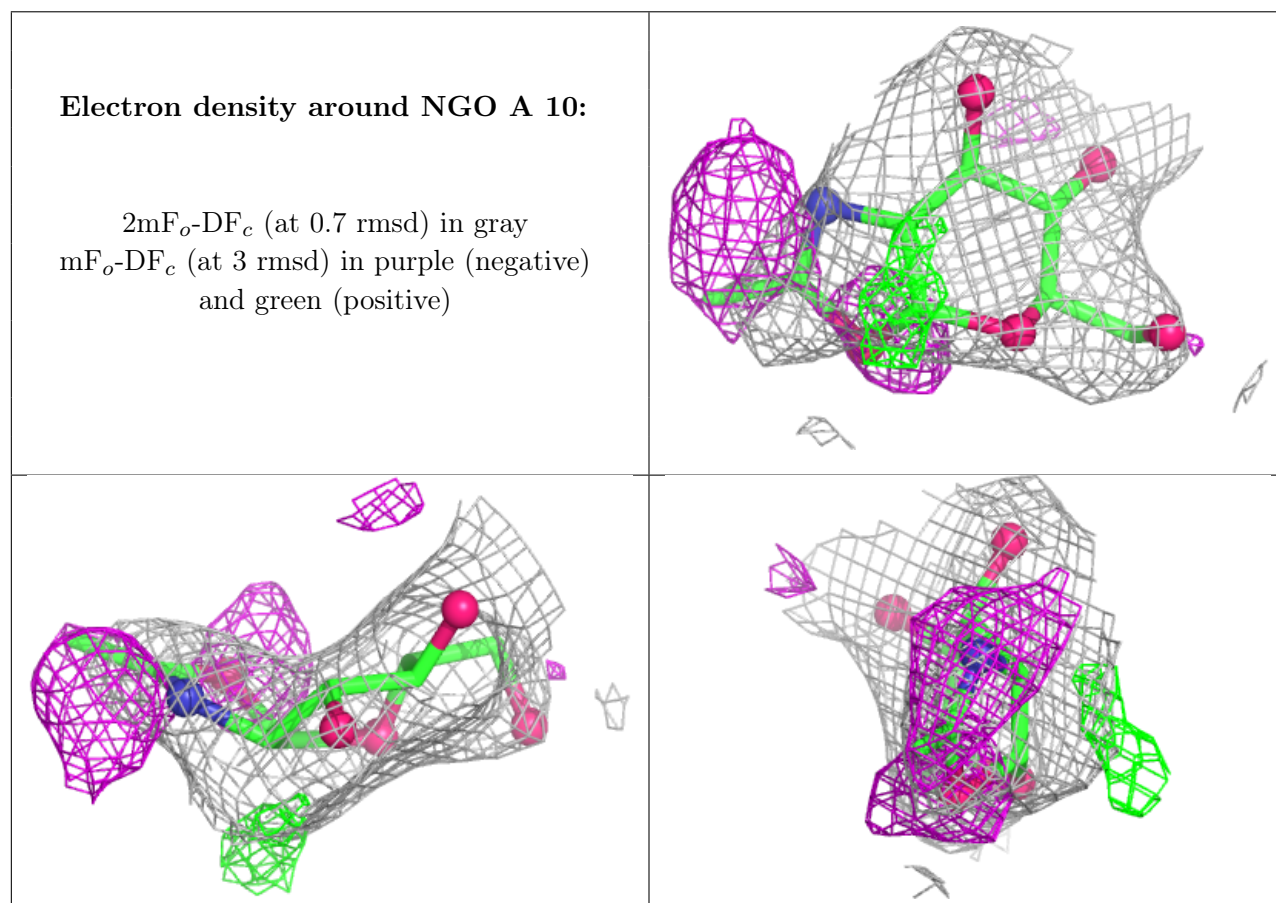 Electron density around NGO A 10:
2mFo-DFc (at 0.7 rmsd) in gray
mFo-DFc (at 3 rmsd) in purple (negative)
and green (positive)